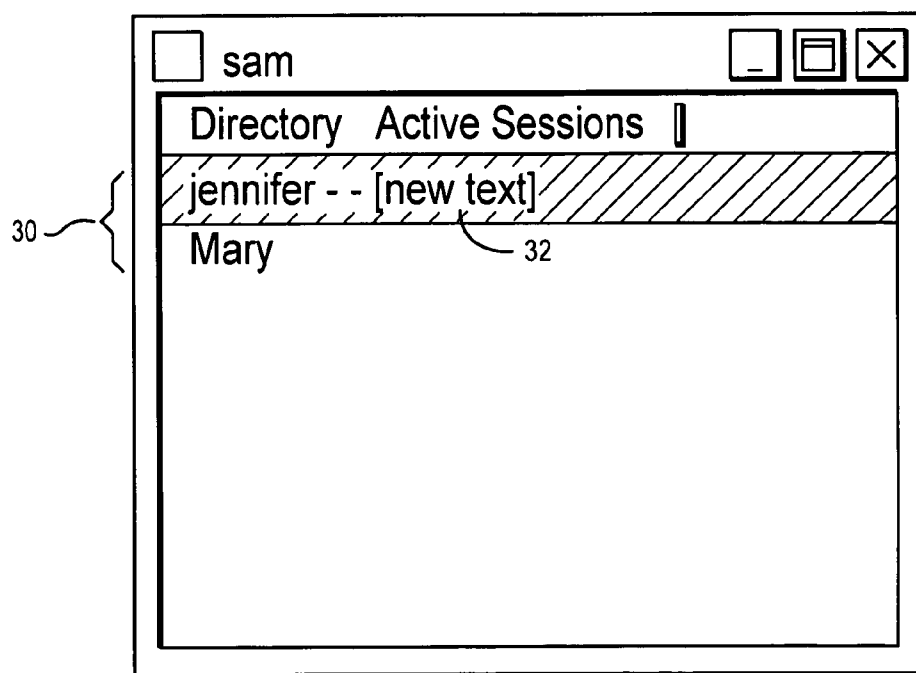 sam
Directory Active Sessions
jennifer - - [new text]
30
Mary
32